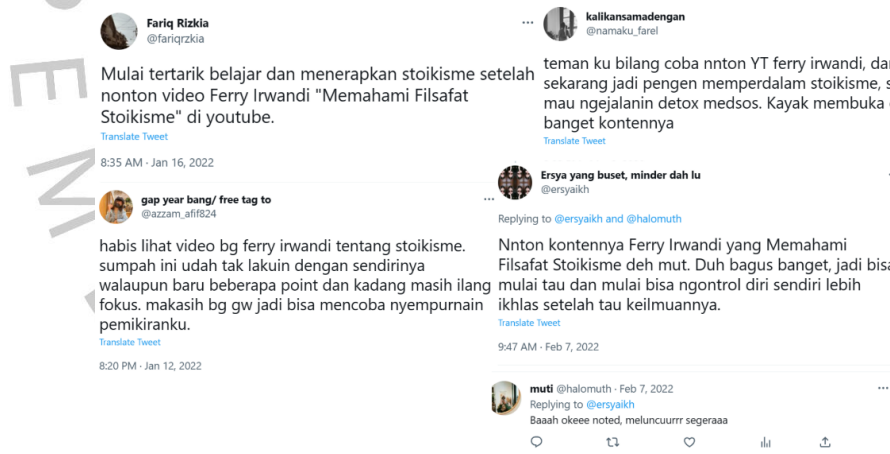 Fariq Rizkia
@fariqrzkia
Mulai tertarik belajar dan menerapkan stoikisme setelah
nonton video Ferry Irwandi "Memahami Filsafat
Stoikisme" di youtube.
Translate Tweet
8:35 AM · Jan 16, 2022
gap year bang/ free tag to
@azzam_afif824
habis lihat video bg ferry irwandi tentang stoikisme.
sumpah ini udah tak lakuin dengan sendirinya
walaupun baru beberapa point dan kadang masih ilang
fokus. makasih bg gw jadi bisa mencoba nyempurnain
pemikiranku.
Translate Tweet
8:20 PM · Jan 12, 2022
kalikansamadengan
@namaku_farel
teman ku bilang coba nnton YT ferry irwandi, dan
sekarang jadi pengen memperdalam stoikisme,
mau ngejalanin detox medsos. Kayak membuka
banget kontennya
Translate Tweet
Ersya yang buset, minder dah lu
@ersyaikh
Replying to @ersyaikh and @halomuth
Nnton kontennya Ferry Irwandi yang Memahami
Filsafat Stoikisme deh mut. Duh bagus banget, jadi bisa
mulai tau dan mulai bisa ngontrol diri sendiri lebih
ikhlas setelah tau keilmuannya.
Translate Tweet
9:47 AM · Feb 7, 2022
muti @halomuth · Feb 7, 2022
Replying to @ersyaikh
Baaah okeee noted, meluncuurrr segeraaa